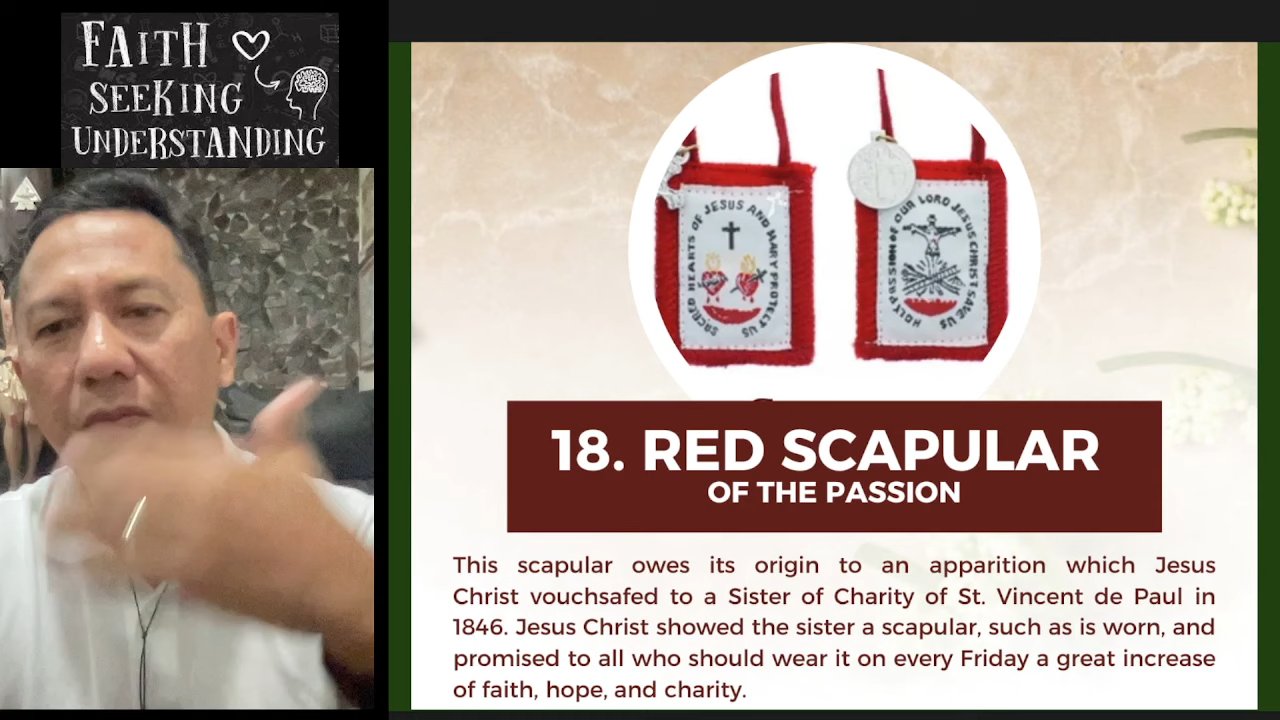 FAITH
SEEKING
UNDERSTANDING
SACRED HEARTS OF JESUS AND MARY PROTECT US
HOLY PASSION OF OUR LORD JESUS CHRIST SAVE US
18. RED SCAPULAR
OF THE PASSION
This scapular owes its origin to an apparition which Jesus
Christ vouchsafed to a Sister of Charity of St. Vincent de Paul in
1846. Jesus Christ showed the sister a scapular, such as is worn, and
promised to all who should wear it on every Friday a great increase
of faith, hope, and charity.